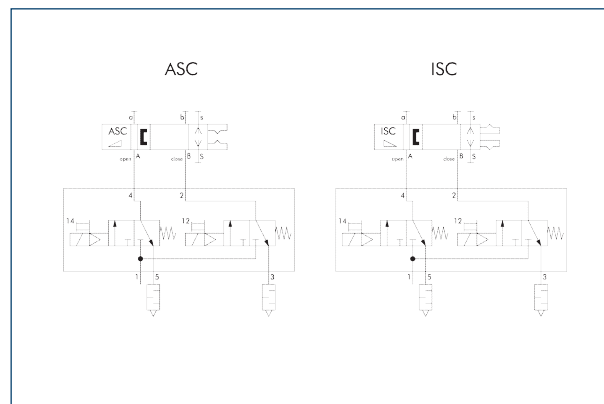 ASC ISC
a b s a b s
ASC ISC
open A close B S open A close B S
4 2 4 2
14 12 14 12
1 5 3 1 5 3